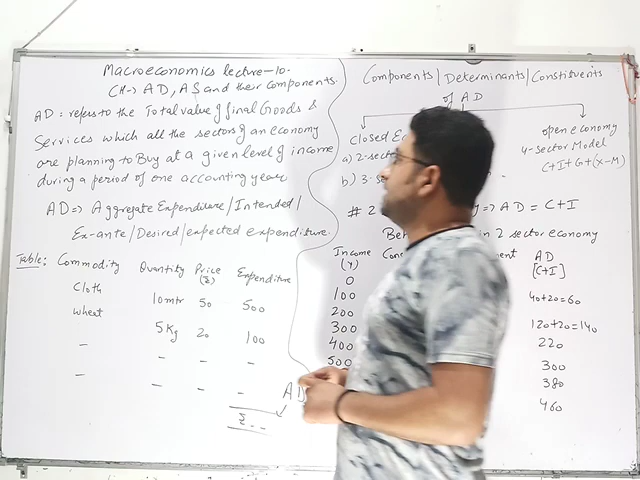 Macroeconomics lecture-10.
CH→ AD, AS and their components.
AD : refers to the Total value of final Goods &
Services which all the sectors of an economy
are planning to Buy at a given level of income
during a period of one accounting year
AD => Aggregate Expenditure/Intended/
Ex-ante/Desired/expected expenditure.
Table: Commodity Quantity Price (₹) Expenditure
Cloth 10mtr 50 500
wheat 5Kg 20 100
- - - -
- - - -
₹ - -
AD
Components/Determinants/Constituents
of AD
Closed E
a) 2-sect
b) 3-s
open economy
4-sector Model
C+I+G+(X-M)
# 2 y => AD = C+I
Beh in 2 sector economy
Income (Y) Con ment AD [C+I]
0
100 40+20=60
200 120+20=140
300 220
400 300
500 380
460